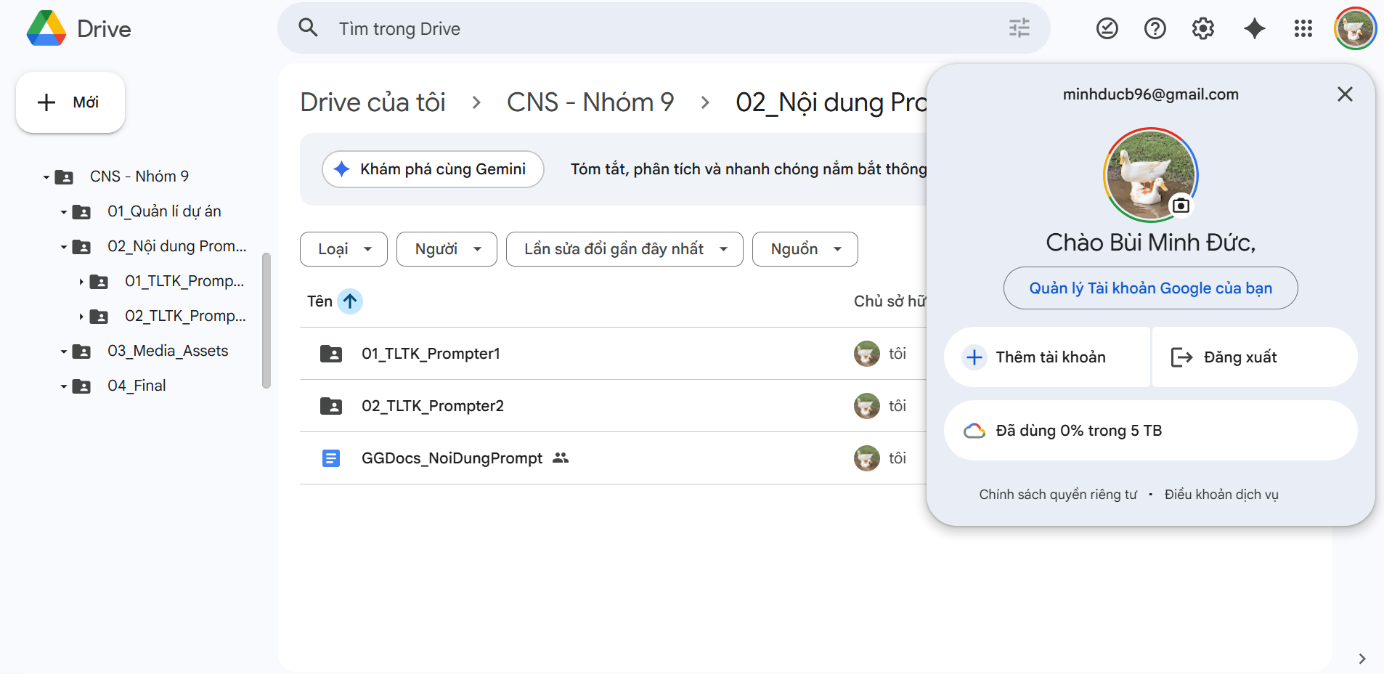 Drive
Tìm trong Drive
Mới
CNS - Nhóm 9
01_Quản lí dự án
02_Nội dung Prom...
01_TLTK_Promp...
02_TLTK_Promp...
03_Media_Assets
04_Final
Drive của tôi > CNS - Nhóm 9 > 02_Nội dung Pro
Khám phá cùng Gemini Tóm tắt, phân tích và nhanh chóng nắm bắt thông
Loại Người Lần sửa đổi gần đây nhất Nguồn
Tên Chủ sở hữ
01_TLTK_Prompter1 tôi
02_TLTK_Prompter2 tôi
GGDocs_NoiDungPrompt tôi
minhducb96@gmail.com
Chào Bùi Minh Đức,
Quản lý Tài khoản Google của bạn
Thêm tài khoản Đăng xuất
Đã dùng 0% trong 5 TB
Chính sách quyền riêng tư • Điều khoản dịch vụ